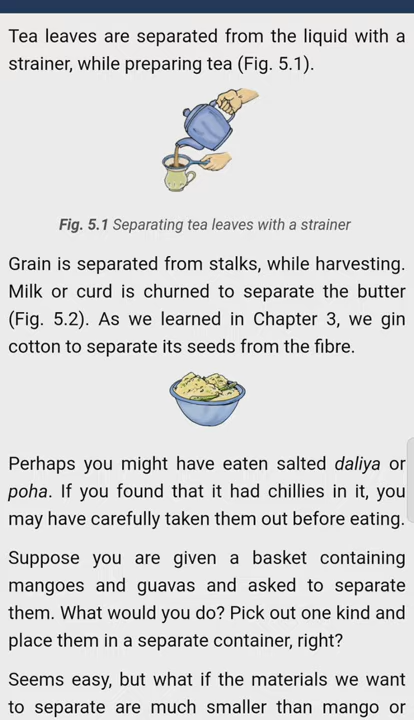 Tea leaves are separated from the liquid with a
strainer, while preparing tea (Fig. 5.1).
Fig. 5.1 Separating tea leaves with a strainer
Grain is separated from stalks, while harvesting.
Milk or curd is churned to separate the butter
(Fig. 5.2). As we learned in Chapter 3, we gin
cotton to separate its seeds from the fibre.
Perhaps you might have eaten salted daliya or
poha. If you found that it had chillies in it, you
may have carefully taken them out before eating.
Suppose you are given a basket containing
mangoes and guavas and asked to separate
them. What would you do? Pick out one kind and
place them in a separate container, right?
Seems easy, but what if the materials we want
to separate are much smaller than mango or